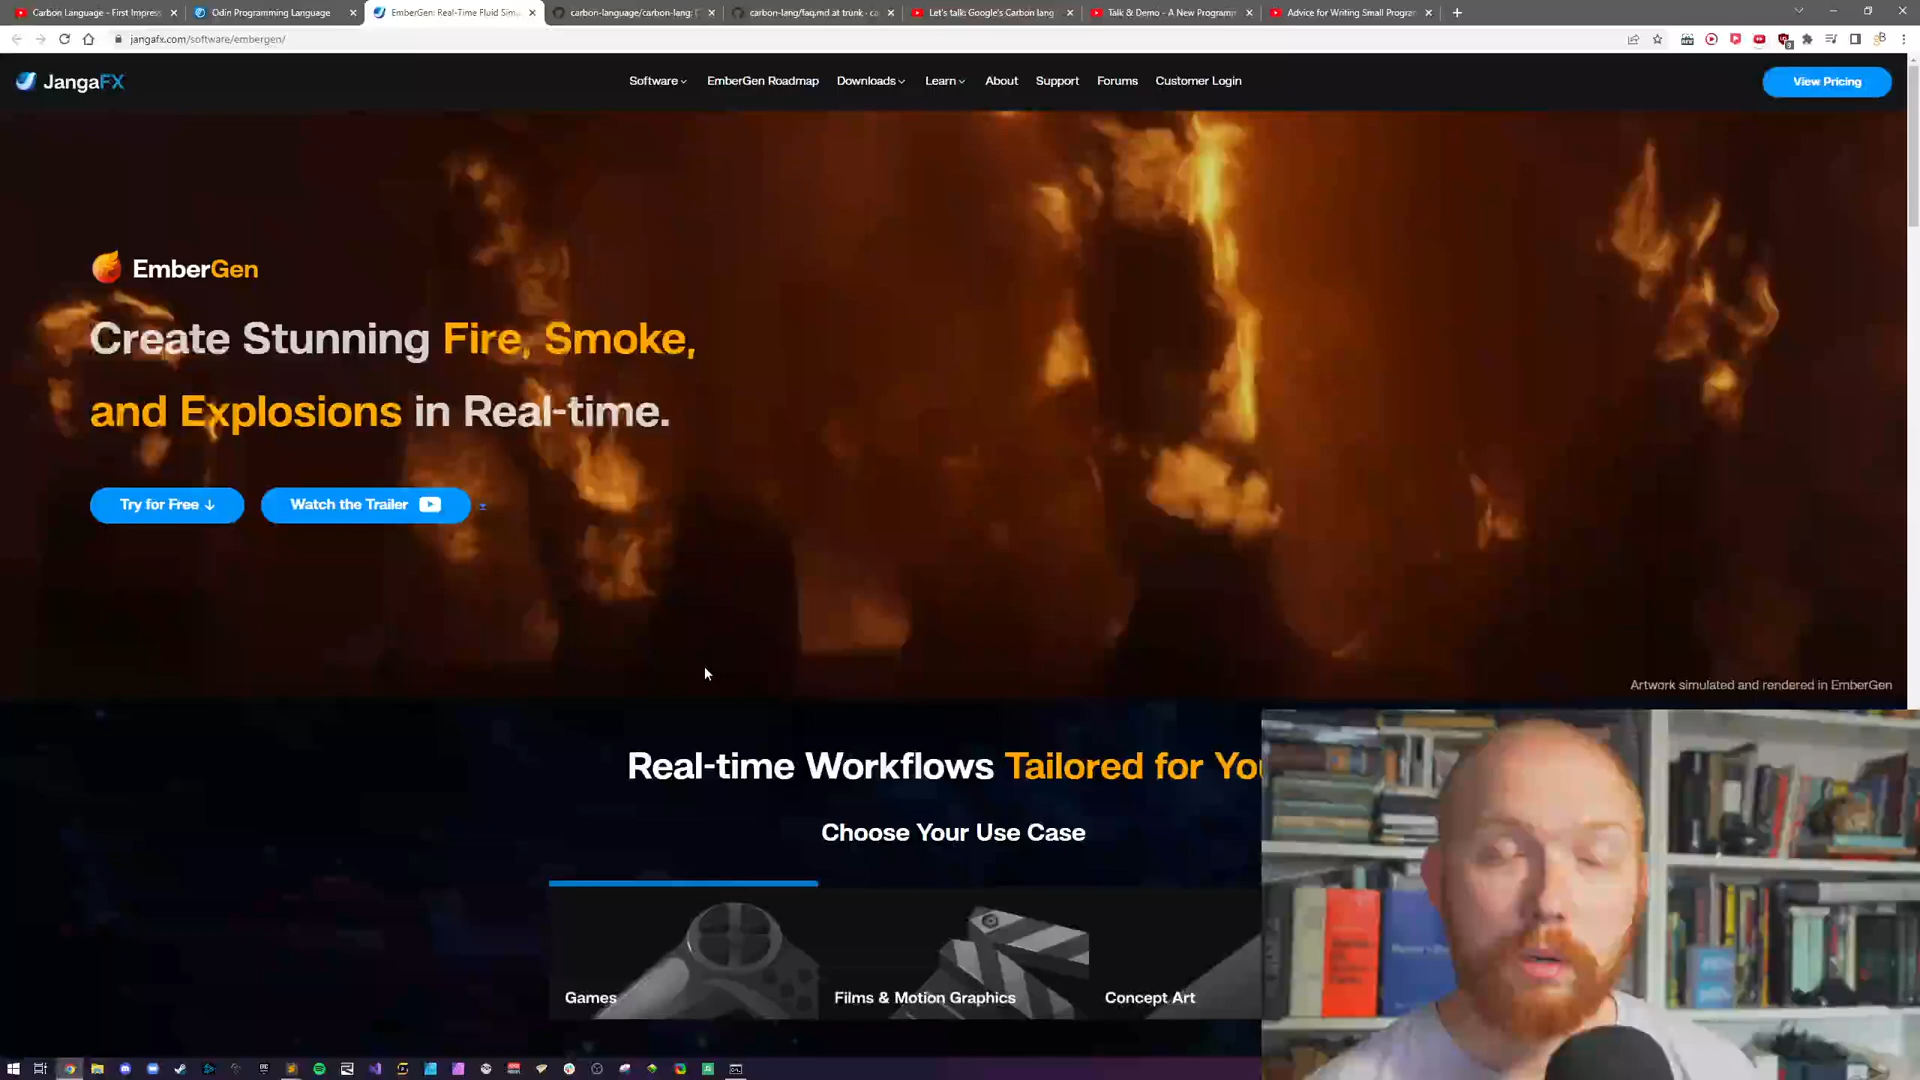 Carbon Language - First Impress
Odin Programming Language
EmberGen: Real-Time Fluid Simu
carbon-language/carbon-lang:
carbon-lang/faq.md at trunk · ca
Let's talk: Google's Carbon lang
Talk & Demo - A New Programm
Advice for Writing Small Progra
jangafx.com/software/embergen/
JangaFX
Software
EmberGen Roadmap
Downloads
Learn
About
Support
Forums
Customer Login
View Pricing
EmberGen
Create Stunning Fire, Smoke,
and Explosions in Real-time.
Try for Free ↓
Watch the Trailer
Artwork simulated and rendered in EmberGen
Real-time Workflows Tailored for You
Choose Your Use Case
Games
Films & Motion Graphics
Concept Art